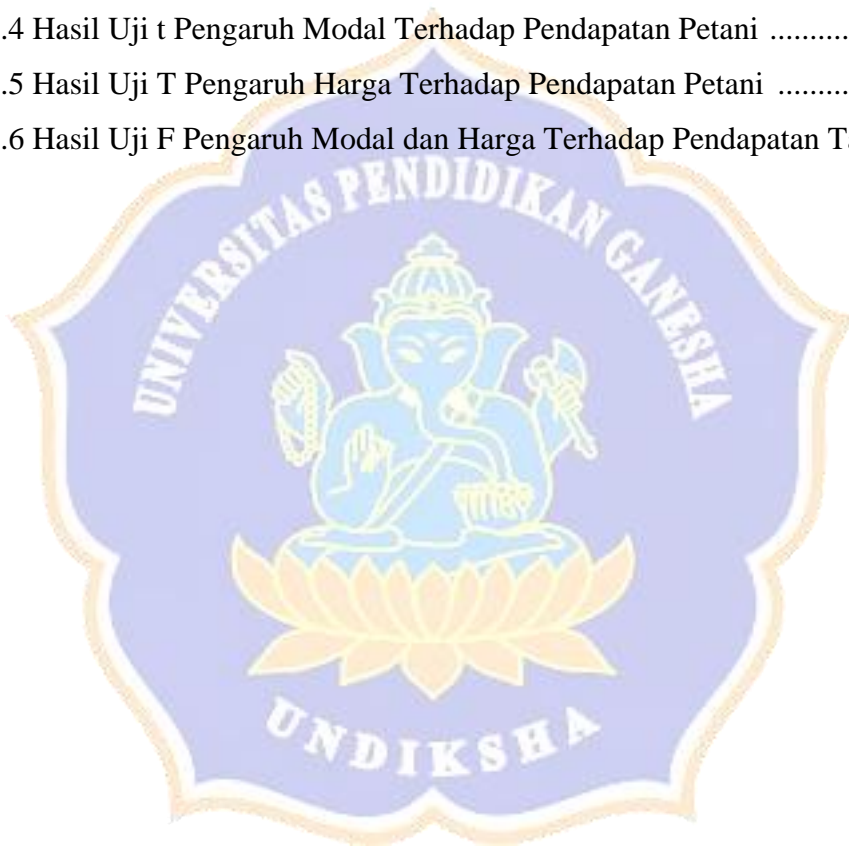 .4 Hasil Uji t Pengaruh Modal Terhadap Pendapatan Petani ..........
.5 Hasil Uji T Pengaruh Harga Terhadap Pendapatan Petani .........
.6 Hasil Uji F Pengaruh Modal dan Harga Terhadap Pendapatan
UNIVERSITAS PENDIDIKAN GANESHA
UNDIKSHA